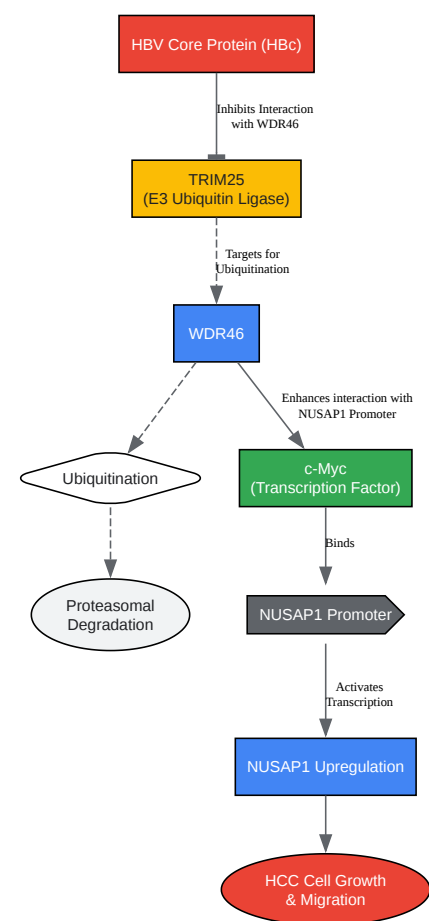 HBV Core Protein (HBc)
Inhibits Interaction
with WDR46
TRIM25
(E3 Ubiquitin Ligase)
Targets for
Ubiquitination
WDR46
Enhances interaction with
NUSAP1 Promoter
Ubiquitination
c-Myc
(Transcription Factor)
Binds
Proteasomal
Degradation
NUSAP1 Promoter
Activates
Transcription
NUSAP1 Upregulation
HCC Cell Growth
& Migration